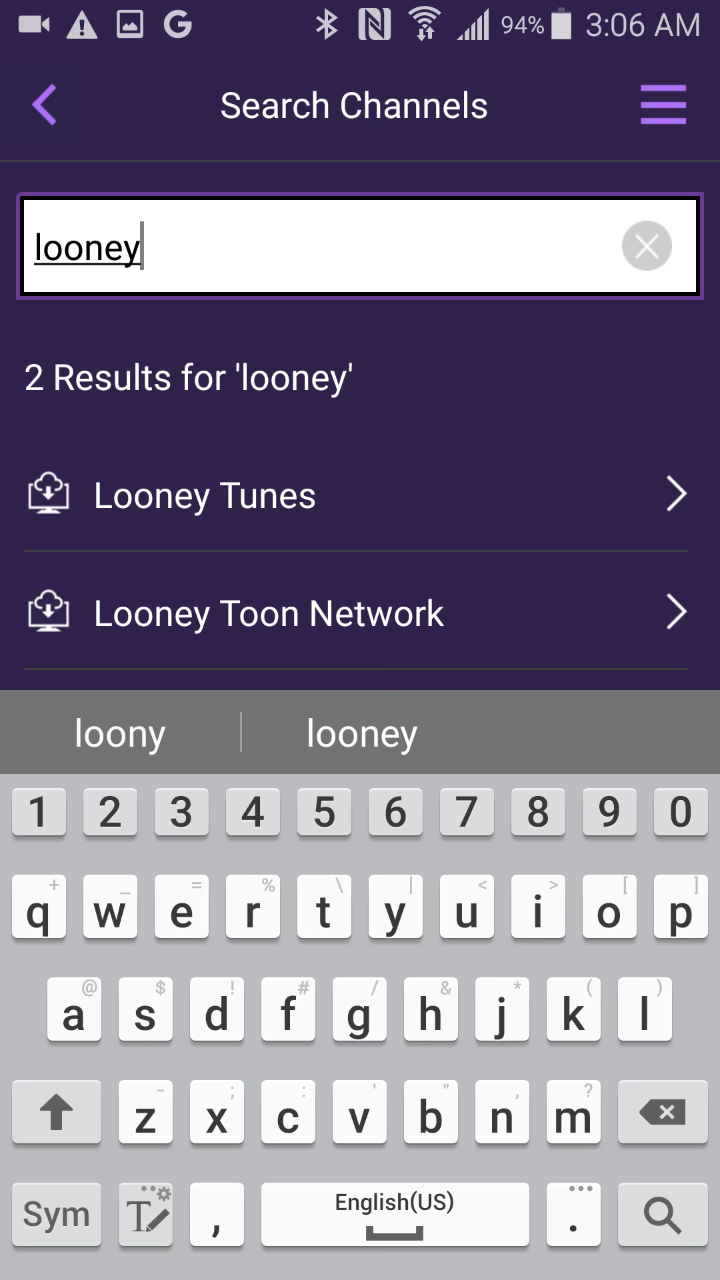 94% 3:06 AM
Search Channels
looney
2 Results for 'looney'
Looney Tunes
Looney Toon Network
loony looney
1 2 3 4 5 6 7 8 9 0
+ _ = % \ | < > [ ]
q w e r t y u i o p
@ $ ! # / & * ( )
a s d f g h j k l
- ; : ' " , ?
z x c v b n m
Sym T , English(US) .